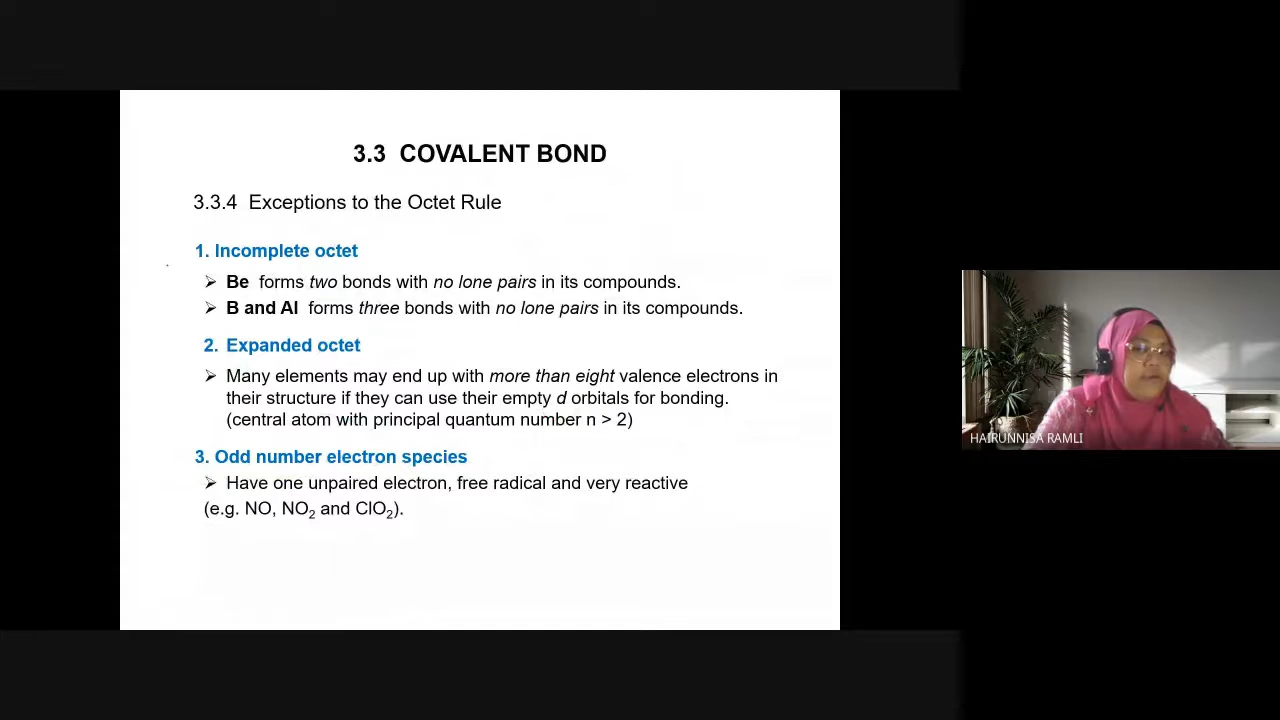 3.3 COVALENT BOND
3.3.4 Exceptions to the Octet Rule
1. Incomplete octet
➢ Be forms two bonds with no lone pairs in its compounds.
➢ B and Al forms three bonds with no lone pairs in its compounds.
2. Expanded octet
➢ Many elements may end up with more than eight valence electrons in
their structure if they can use their empty d orbitals for bonding.
(central atom with principal quantum number n > 2)
3. Odd number electron species
➢ Have one unpaired electron, free radical and very reactive
(e.g. NO, NO₂ and ClO₂).
HAIRUNNISA RAMLI